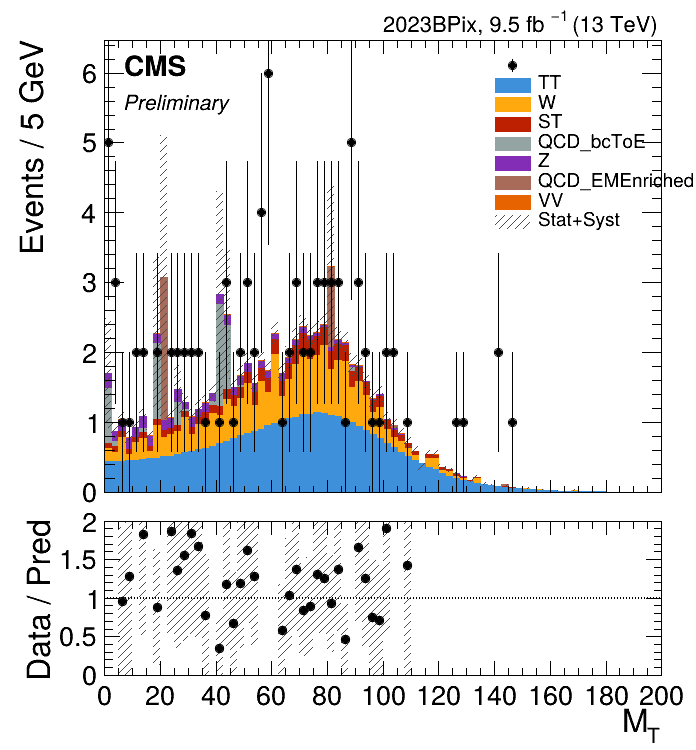 2023BPix, 9.5 fb⁻¹ (13 TeV)
CMS
Preliminary
Events / 5 GeV
6
5
4
3
2
1
0
TT
W
ST
QCD_bcToE
Z
QCD_EMEnriched
VV
Stat+Syst
Data / Pred
2
1.5
1
0.5
0
0 20 40 60 80 100 120 140 160 180 200
M_T